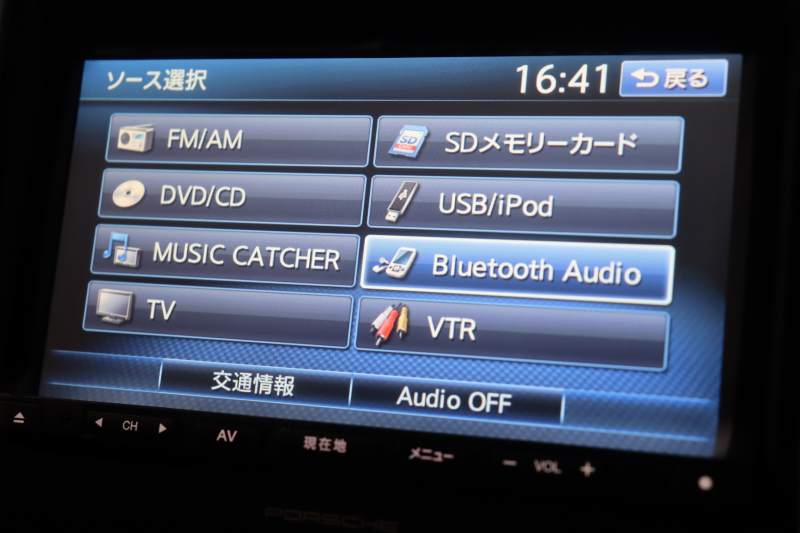 ソース選択 16:41 戻る
FM/AM SDメモリーカード
SD
DVD/CD USB/iPod
MUSIC CATCHER Bluetooth Audio
TV VTR
交通情報 Audio OFF
CH AV 現在地 メニュー − VOL +
PORSCHE